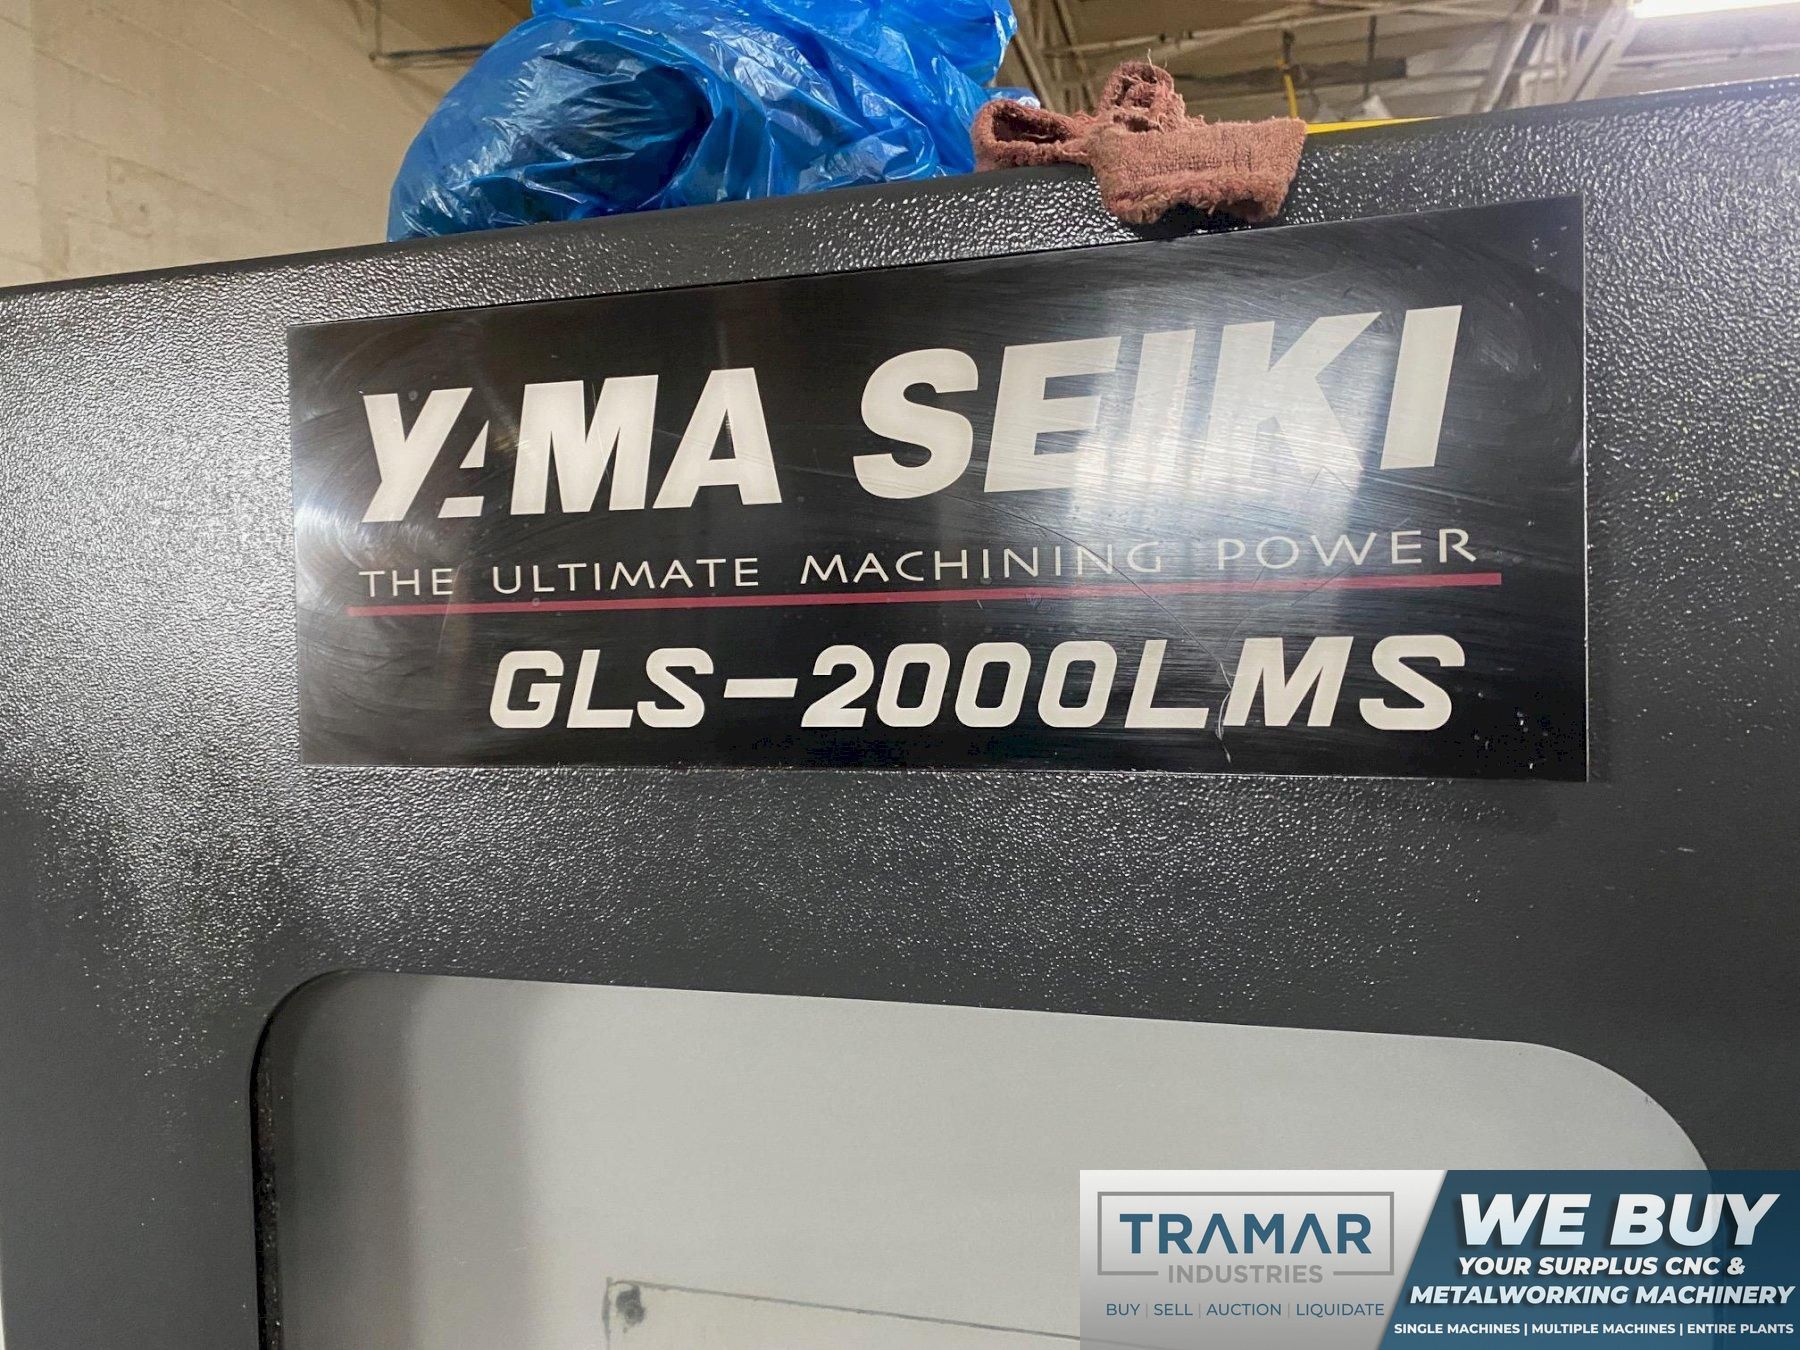 YAMA SEIKI
THE ULTIMATE MACHINING POWER
GLS-2000LMS
TRAMAR
INDUSTRIES
BUY | SELL | AUCTION | LIQUIDATE
WE BUY
YOUR SURPLUS CNC &
METALWORKING MACHINERY
SINGLE MACHINES | MULTIPLE MACHINES | ENTIRE PLANTS